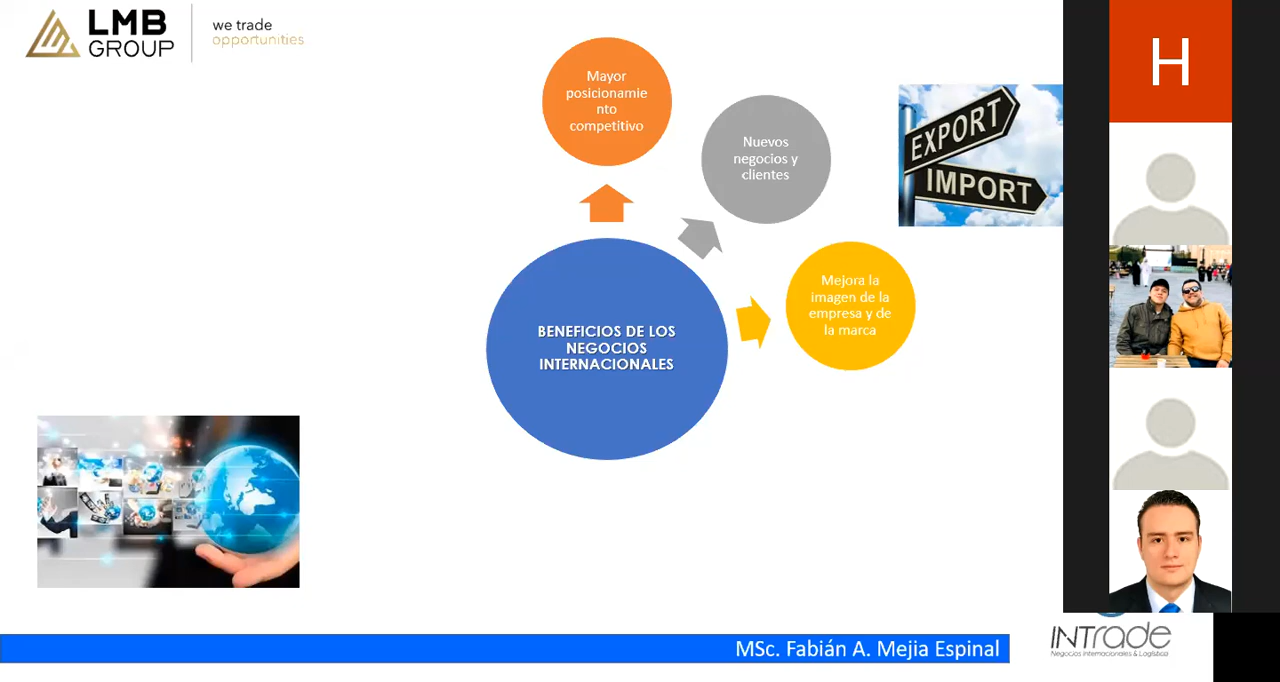 LMB
GROUP
we trade
opportunities
Mayor
posicionamie
nto
competitivo
Nuevos
negocios y
clientes
EXPORT
IMPORT
Mejora la
imagen de la
empresa y de
la marca
BENEFICIOS DE LOS
NEGOCIOS
INTERNACIONALES
H
MSc. Fabián A. Mejia Espinal
INTrade
Negocios Internacionales & Logística